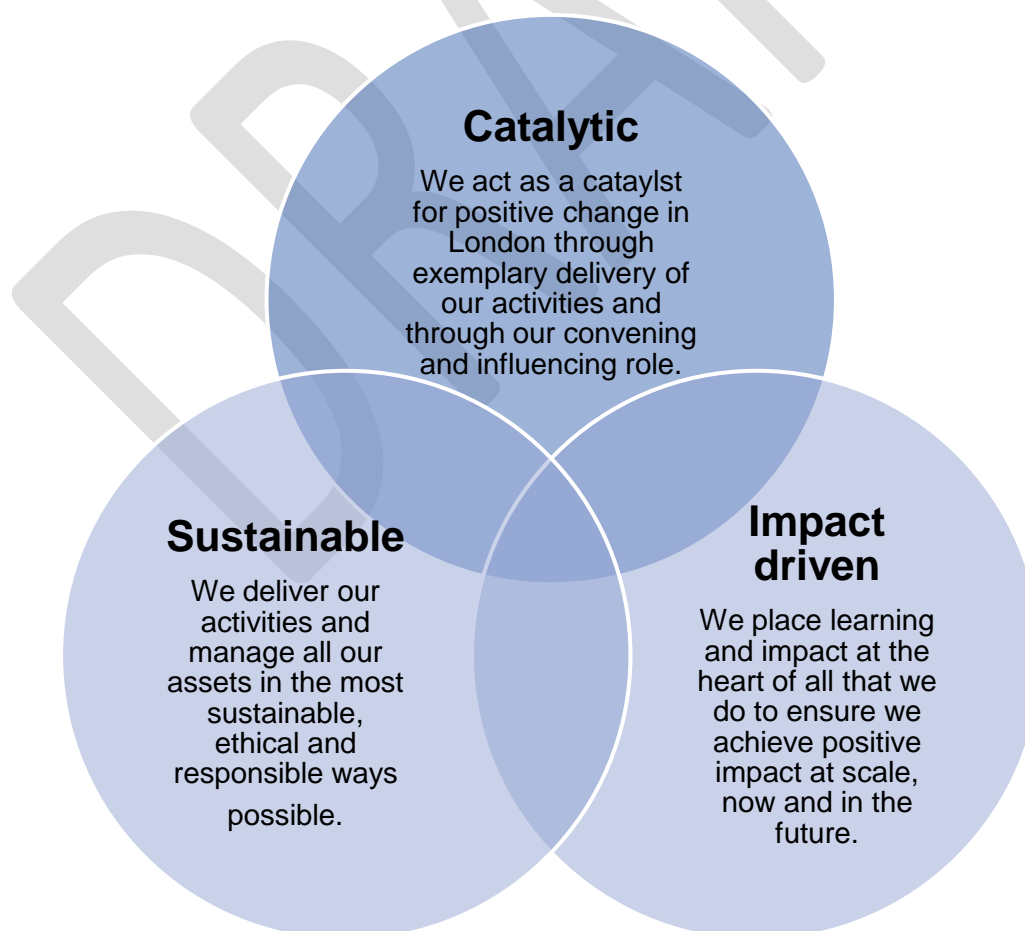 DRAF
Catalytic
We act as a cataylst
for positive change in
London through
exemplary delivery of
our activities and
through our convening
and influencing role.
Sustainable
We deliver our
activities and
manage all our
assets in the most
sustainable,
ethical and
responsible ways
possible.
Impact
driven
We place learning
and impact at the
heart of all that we
do to ensure we
achieve positive
impact at scale,
now and in the
future.